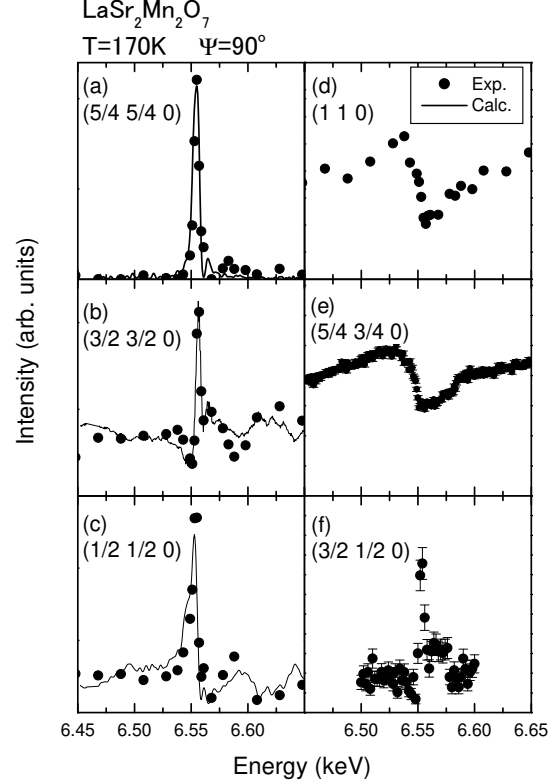 LaSr₂Mn₂O₇
T=170K Ψ=90°
(a)
(5/4 5/4 0)
(d)
(1 1 0)
Exp.
Calc.
(b)
(3/2 3/2 0)
(e)
(5/4 3/4 0)
(c)
(1/2 1/2 0)
(f)
(3/2 1/2 0)
Intensity (arb. units)
6.45 6.50 6.55 6.60 6.50 6.55 6.60 6.65
Energy (keV)